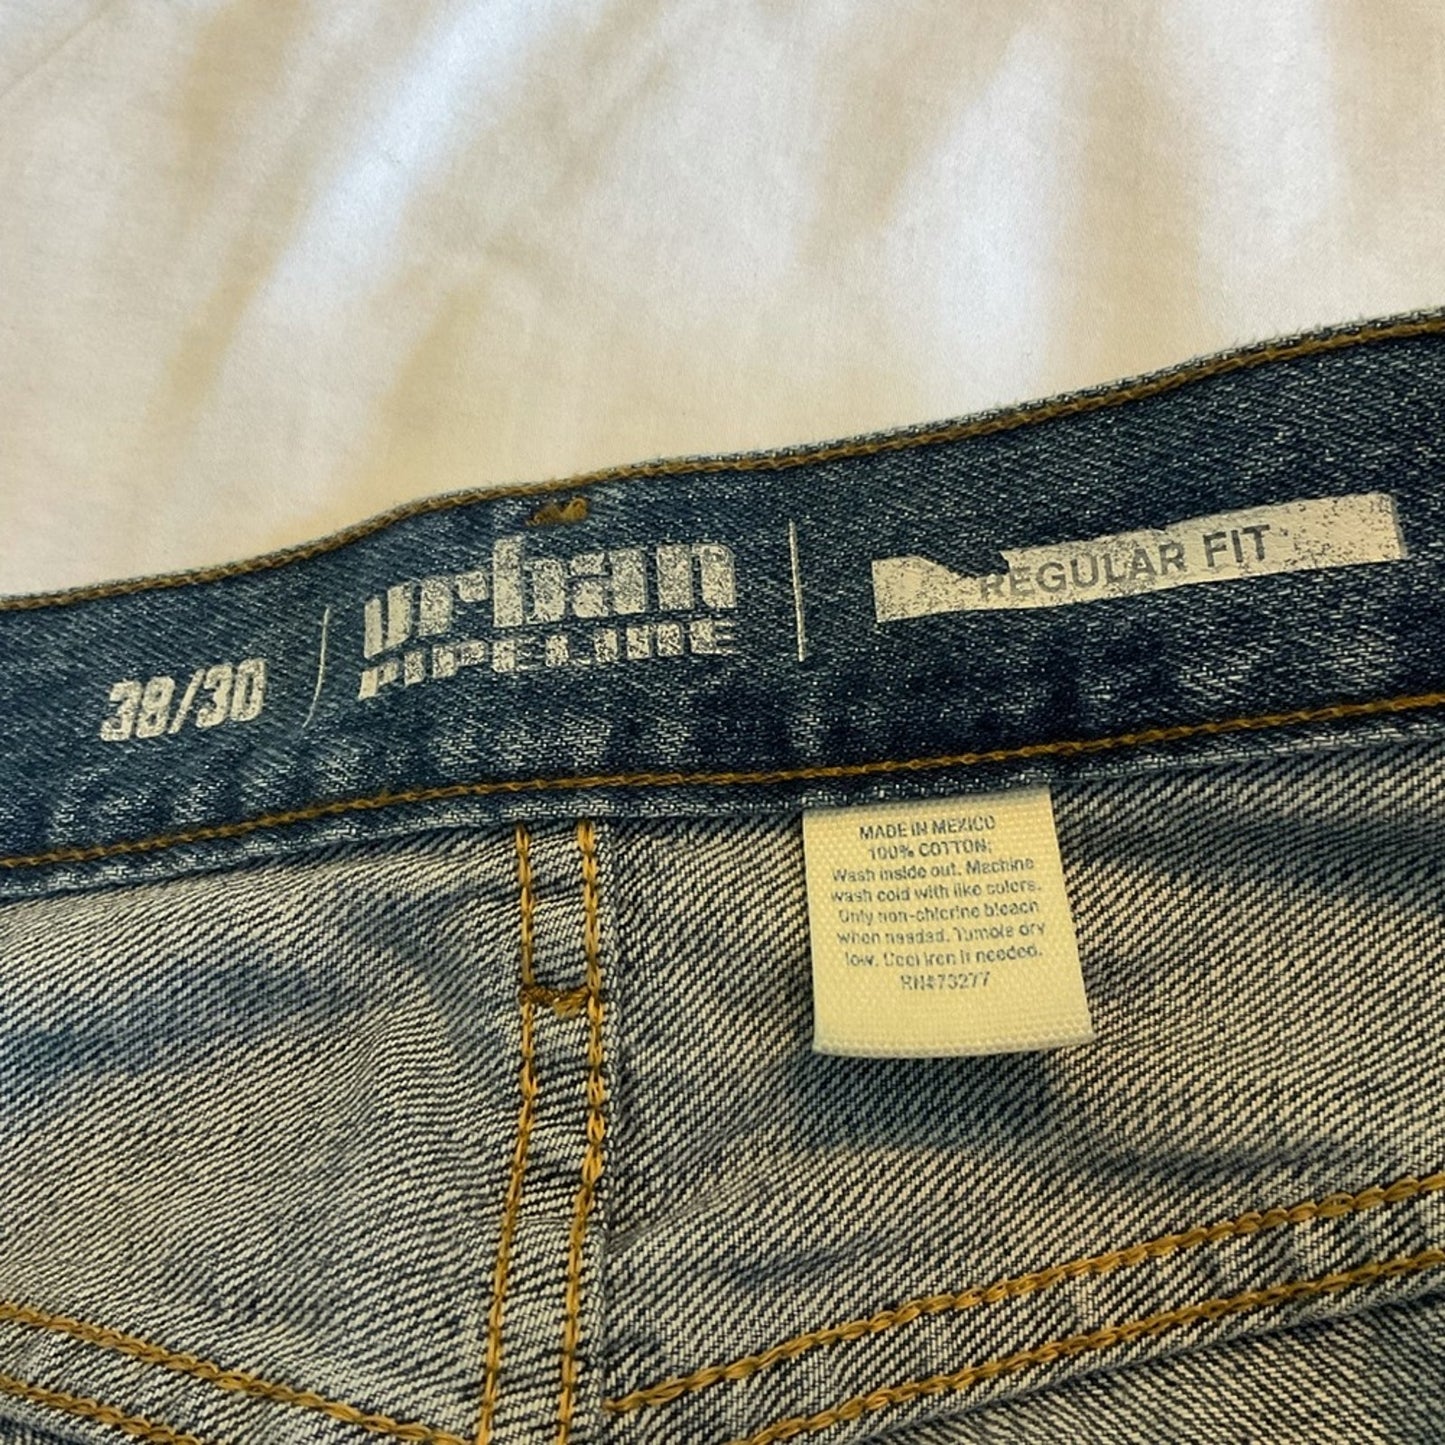 38/30
urban
PIPELINE
REGULAR FIT
MADE IN MEXICO
100% COTTON;
Wash inside out. Machine
wash cold with like colors.
Only non-chlorine bleach
when needed. Tumble dry
low. Cool iron if needed.
RN#73277